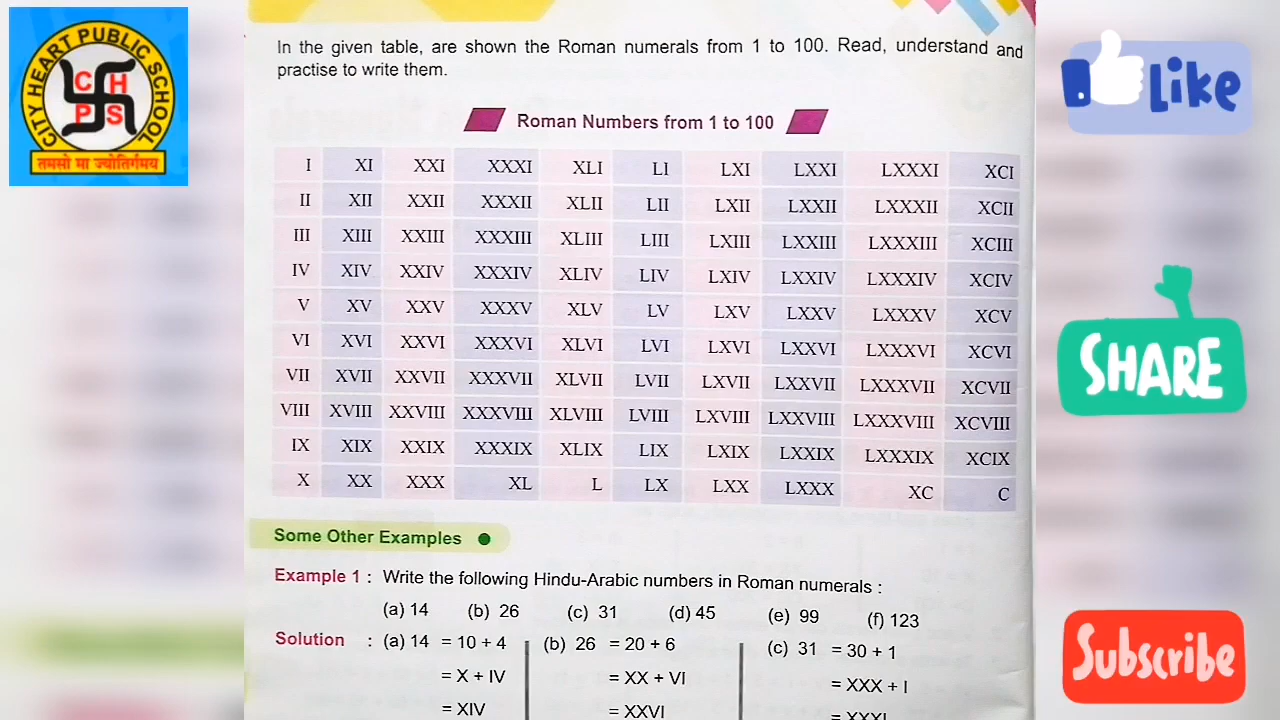 CITY HEART PUBLIC SCHOOL
C H
P S
तमसो मा ज्योतिर्गमय
In the given table, are shown the Roman numerals from 1 to 100. Read, understand and
practise to write them.
Roman Numbers from 1 to 100
I XI XXI XXXI XLI LI LXI LXXI LXXXI XCI
II XII XXII XXXII XLII LII LXII LXXII LXXXII XCII
III XIII XXIII XXXIII XLIII LIII LXIII LXXIII LXXXIII XCIII
IV XIV XXIV XXXIV XLIV LIV LXIV LXXIV LXXXIV XCIV
V XV XXV XXXV XLV LV LXV LXXV LXXXV XCV
VI XVI XXVI XXXVI XLVI LVI LXVI LXXVI LXXXVI XCVI
VII XVII XXVII XXXVII XLVII LVII LXVII LXXVII LXXXVII XCVII
VIII XVIII XXVIII XXXVIII XLVIII LVIII LXVIII LXXVIII LXXXVIII XCVIII
IX XIX XXIX XXXIX XLIX LIX LXIX LXXIX LXXXIX XCIX
X XX XXX XL L LX LXX LXXX XC C
Some Other Examples
Example 1 : Write the following Hindu-Arabic numbers in Roman numerals :
(a) 14 (b) 26 (c) 31 (d) 45 (e) 99 (f) 123
Solution : (a) 14 = 10 + 4 (b) 26 = 20 + 6 (c) 31 = 30 + 1
= X + IV = XX + VI = XXX + I
= XIV = XXVI = XXXI
Like
SHARE
Subscribe